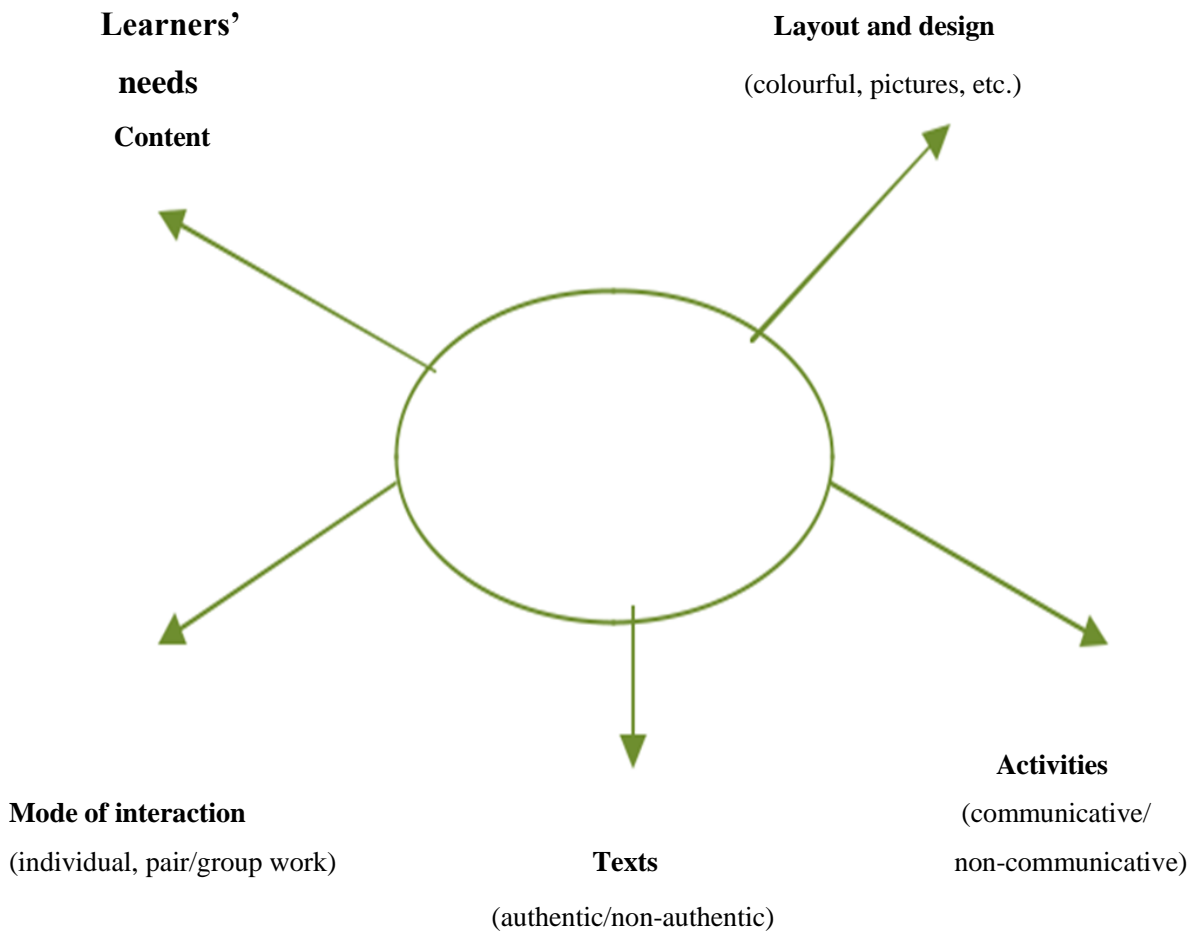 Learners’
needs
Content
Layout and design
(colourful, pictures, etc.)
Mode of interaction
(individual, pair/group work)
Texts
(authentic/non-authentic)
Activities
(communicative/
non-communicative)